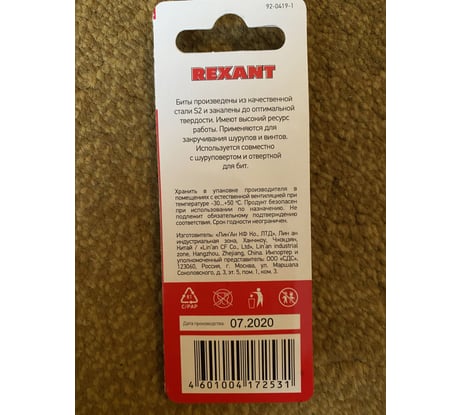 92-0419-1
REXANT
Биты произведены из качественной
стали S2 и закалены до оптимальной
твердости. Имеют высокий ресурс
работы. Применяются для
закручивания шурупов и винтов.
Используется совместно
с шуруповертом и отверткой
для бит.
Хранить в упаковке производителя в
помещениях с естественной вентиляцией при
температуре -30...+50 °С. Продукт безопасен
при использовании по назначению. Не
подлежит обязательному подтверждению
соответствия. Срок годности неограничен.
Изготовитель: «Лин'Ан НФ Ко., ЛТД», Лин ан
индустриальная зона, Ханчжоу, Чжэцзян,
Китай / «Lin'an CF Co., Ltd», Lin'an industrial
zone, Hangzhou, Zhejiang, China. Импортер и
уполномоченный представитель: ООО «СДС»,
123060, Россия, г. Москва, ул. Маршала
Соколовского, д. 3, эт. 5, пом. 1, ком. 3.
81
C/PAP
Дата производства: 07.2020
4 601004 172531